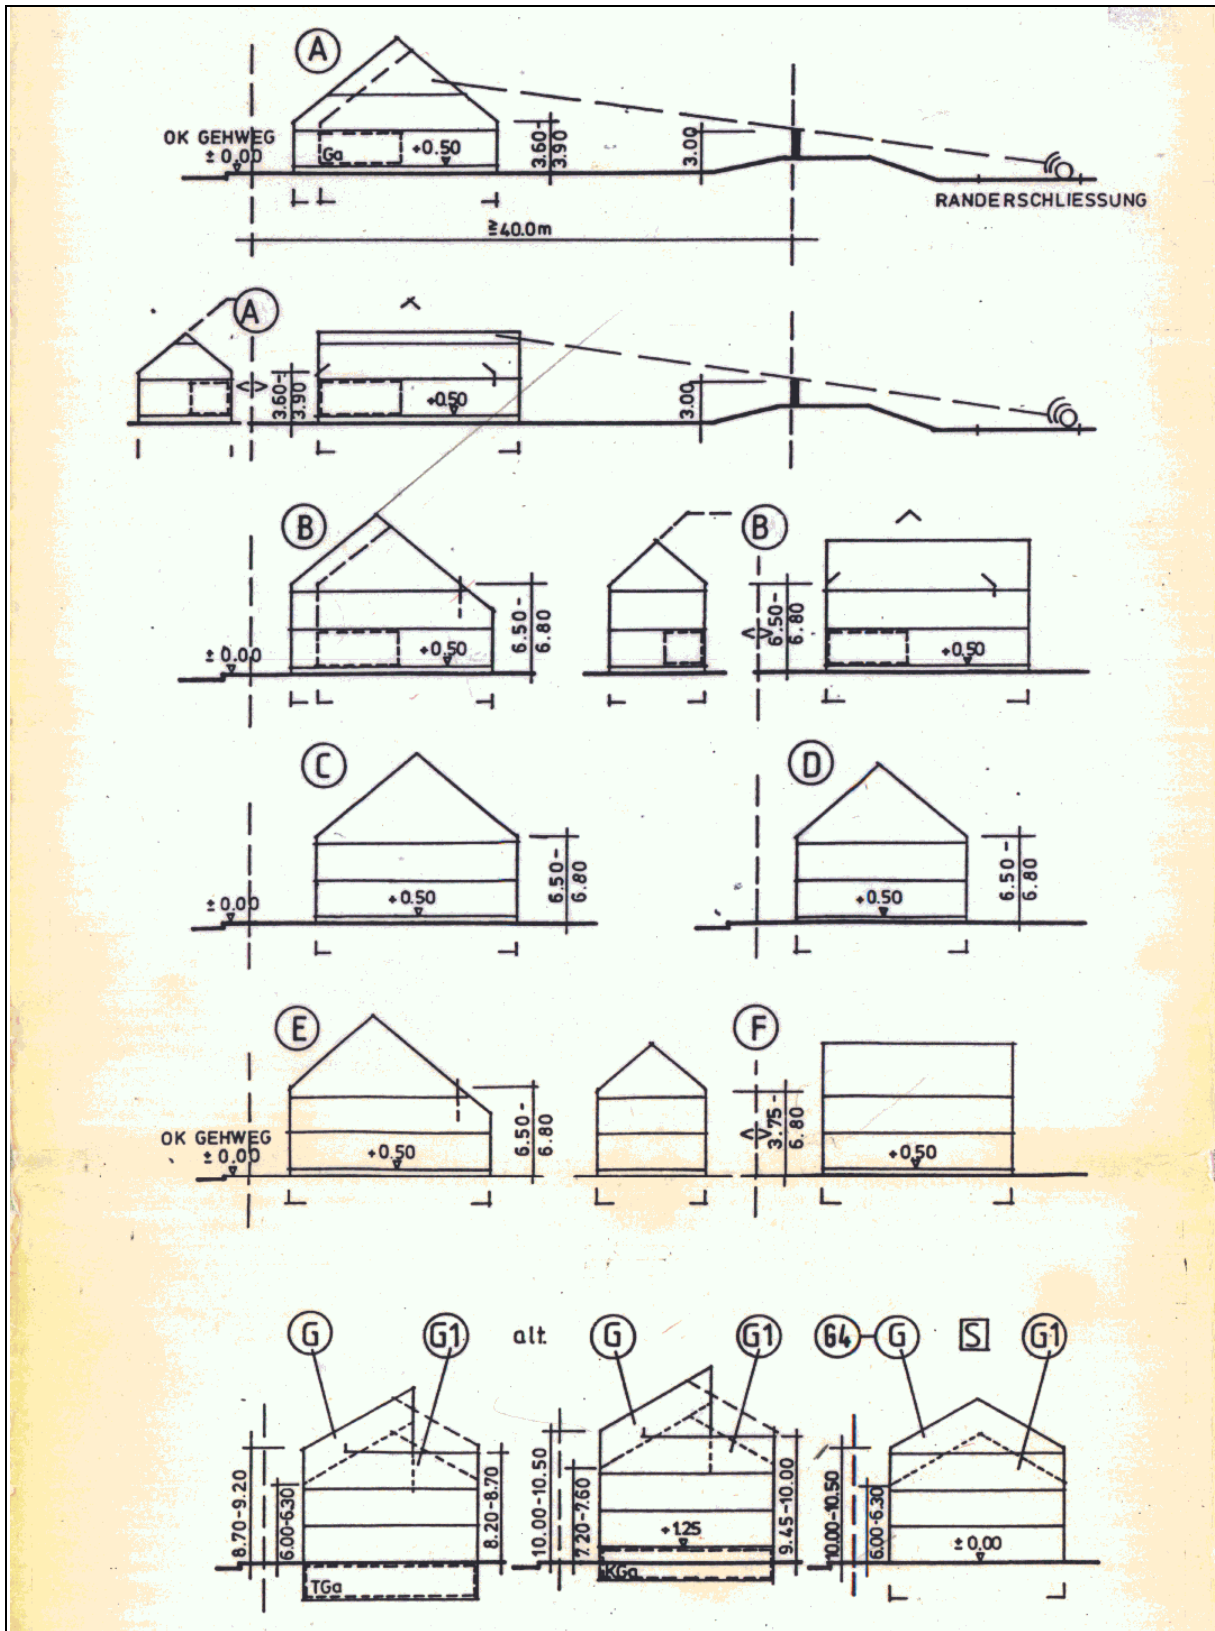 A
OK GEHWEG
± 0.00
Ga
+0.50
3.60-
3.90
3.00
RANDERSCHLIESSUNG
≧40.0m
A
3.60-
3.90
+0.50
3.00
B
± 0.00
+0.50
6.50-
6.80
B
6.50-
6.80
+0.50
C
± 0.00
+0.50
6.50-
6.80
D
+0.50
6.50-
6.80
E
OK GEHWEG
± 0.00
+0.50
6.50-
6.80
F
3.75-
6.80
+0.50
G G1 alt. G G1 G4 G S G1
8.70-9.20
6.00-6.30
8.20-8.70
TGa
10.00-10.50
7.20-7.60
+1.25
KGa
9.45-10.00
10.00-10.50
6.00-6.30
± 0,00